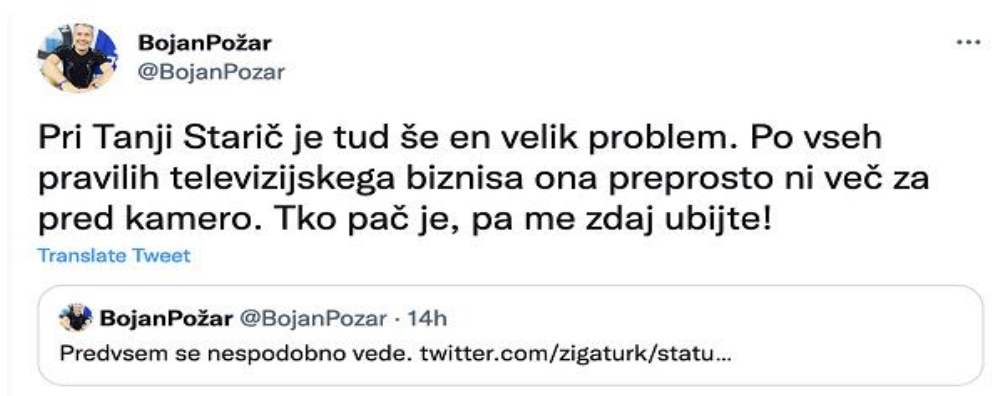 BojanPožar
@BojanPozar
Pri Tanji Starič je tud še en velik problem. Po vseh
pravilih televizijskega biznisa ona preprosto ni več za
pred kamero. Tko pač je, pa me zdaj ubijte!
Translate Tweet
BojanPožar @BojanPozar · 14h
Predvsem se nespodobno vede. twitter.com/zigaturk/statu...